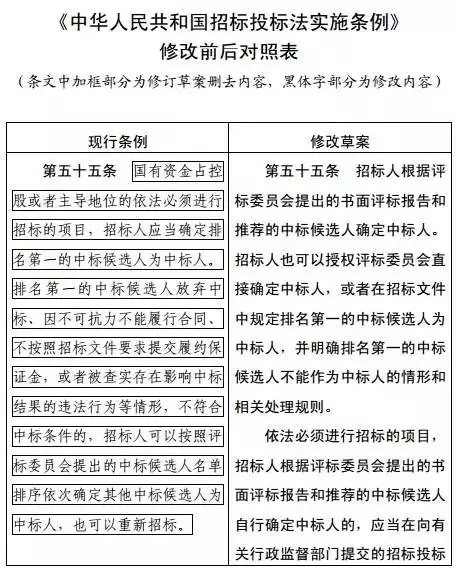 《中华人民共和国招标投标法实施条例》
修改前后对照表
（条文中加框部分为修订草案删去内容，黑体字部分为修改内容）
现行条例
第五十五条 国有资金占控
股或者主导地位的依法必须进行
招标的项目，招标人应当确定排
名第一的中标候选人为中标人。
排名第一的中标候选人放弃中
标、因不可抗力不能履行合同、
不按照招标文件要求提交履约保
证金，或者被查实存在影响中标
结果的违法行为等情形，不符合
中标条件的，招标人可以按照评
标委员会提出的中标候选人名单
排序依次确定其他中标候选人为
中标人，也可以重新招标。
修改草案
第五十五条 招标人根据评
标委员会提出的书面评标报告和
推荐的中标候选人确定中标人。
招标人也可以授权评标委员会直
接确定中标人，或者在招标文件
中规定排名第一的中标候选人为
中标人，并明确排名第一的中标
候选人不能作为中标人的情形和
相关处理规则。
依法必须进行招标的项目，
招标人根据评标委员会提出的书
面评标报告和推荐的中标候选人
自行确定中标人的，应当在向有
关行政监督部门提交的招标投标